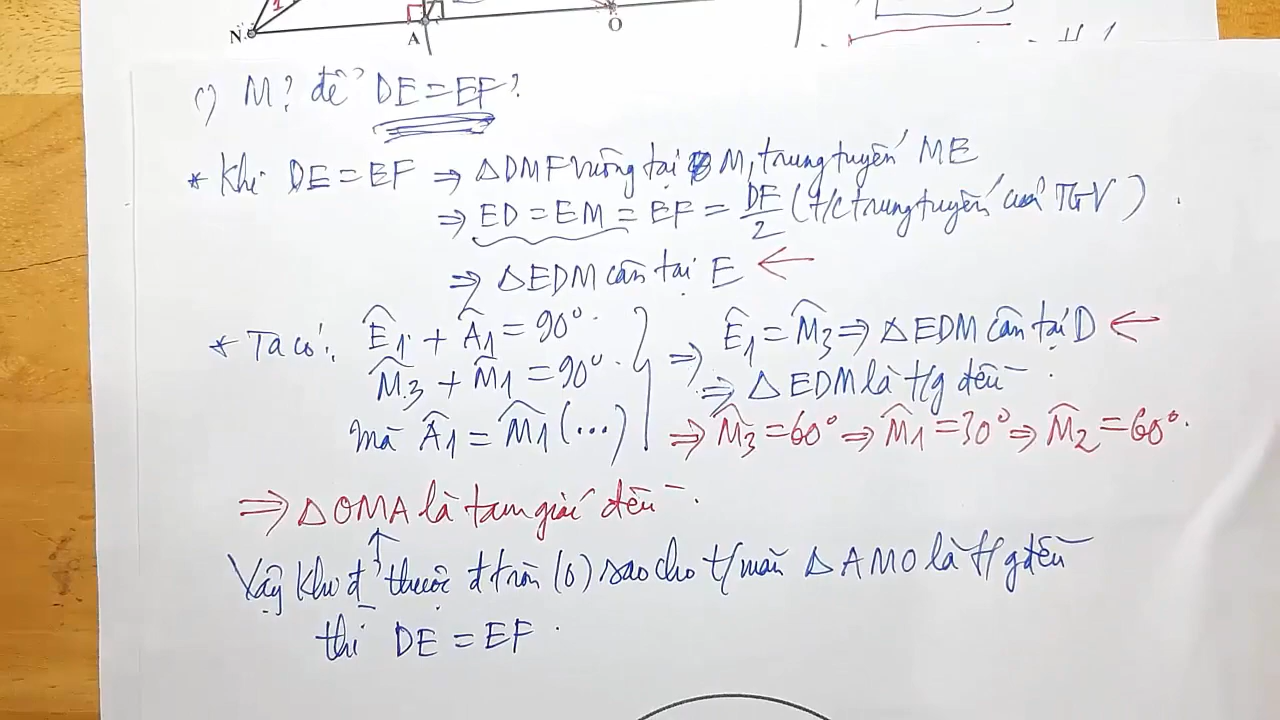 N A O
c) M? để DE = EF?
* Khi DE = EF ⇒ ΔDMF vuông tại M, trung tuyến ME
⇒ ED = EM = EF = DF/2 (t/c trung tuyến của TGV)
⇒ ΔEDM cân tại E ←
* Ta có: Ê1 + Â1 = 90°.
M̂3 + M̂1 = 90°.
mà Â1 = M̂1 (...)
⇒ Ê1 = M̂3 ⇒ ΔEDM cân tại D ←
⇒ ΔEDM là t/g đều.
⇒ M̂3 = 60° ⇒ M̂1 = 30° ⇒ M̂2 = 60°.
⇒ ΔOMA là tam giác đều.
Vậy khi đ' thuộc đ tròn (O) sao cho t/mãn ΔAMO là t/g đều
thì DE = EF.